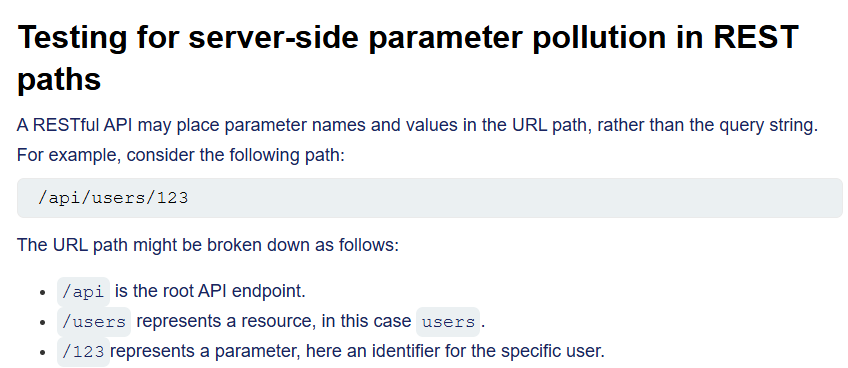 Testing for server-side parameter pollution in REST
paths
A RESTful API may place parameter names and values in the URL path, rather than the query string.
For example, consider the following path:
/api/users/123
The URL path might be broken down as follows:
• /api is the root API endpoint.
• /users represents a resource, in this case users.
• /123 represents a parameter, here an identifier for the specific user.